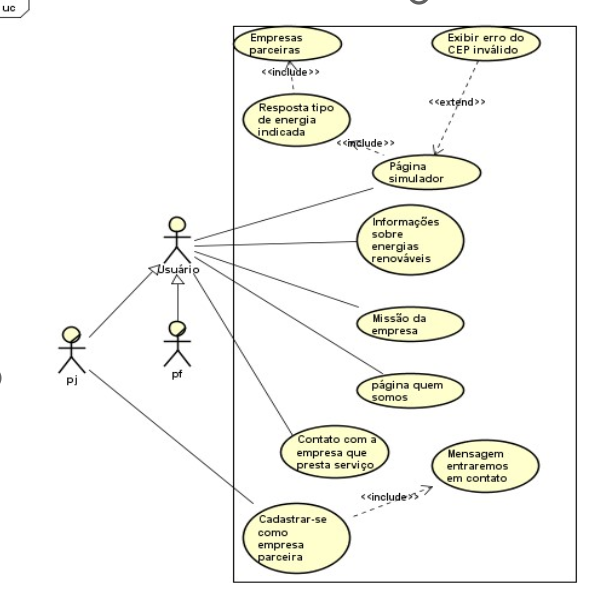 uc
Empresas
parceiras
Exibir erro do
CEP inválido
<<include>>
Resposta tipo
de energia
indicada
<<extend>>
<<include>>
Página
simulador
Informações
sobre
energias
renováveis
Usuário
Missão da
empresa
pj
pf
página quem
somos
Contato com a
empresa que
presta serviço
Mensagem
entraremos
em contato
<<include>>
Cadastrar-se
como
empresa
parceira